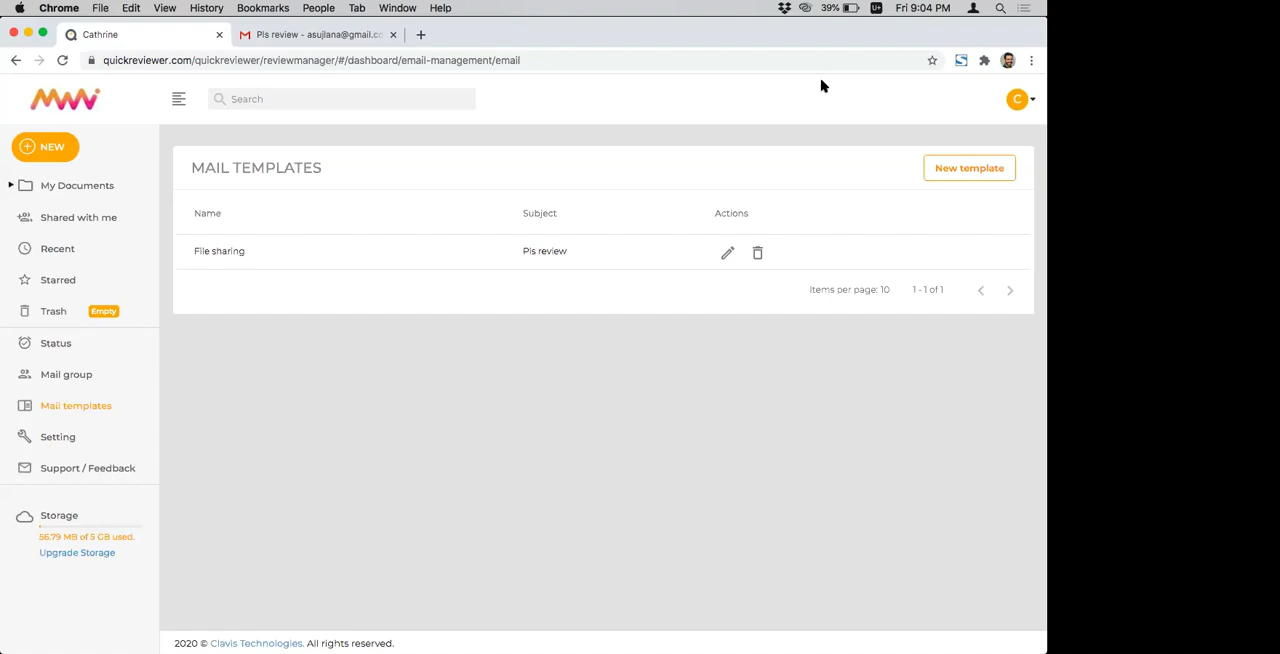 Chrome File Edit View History Bookmarks People Tab Window Help 39% U+ Fri 9:04 PM
Cathrine Pls review - asujlana@gmail.co
quickreviewer.com/quickreviewer/reviewmanager/#/dashboard/email-management/email
MWi Search C
NEW
My Documents
Shared with me
Recent
Starred
Trash Empty
Status
Mail group
Mail templates
Setting
Support / Feedback
Storage
56.79 MB of 5 GB used.
Upgrade Storage
MAIL TEMPLATES New template
Name Subject Actions
File sharing Pls review
Items per page: 10 1 - 1 of 1
2020 © Clavis Technologies. All rights reserved.